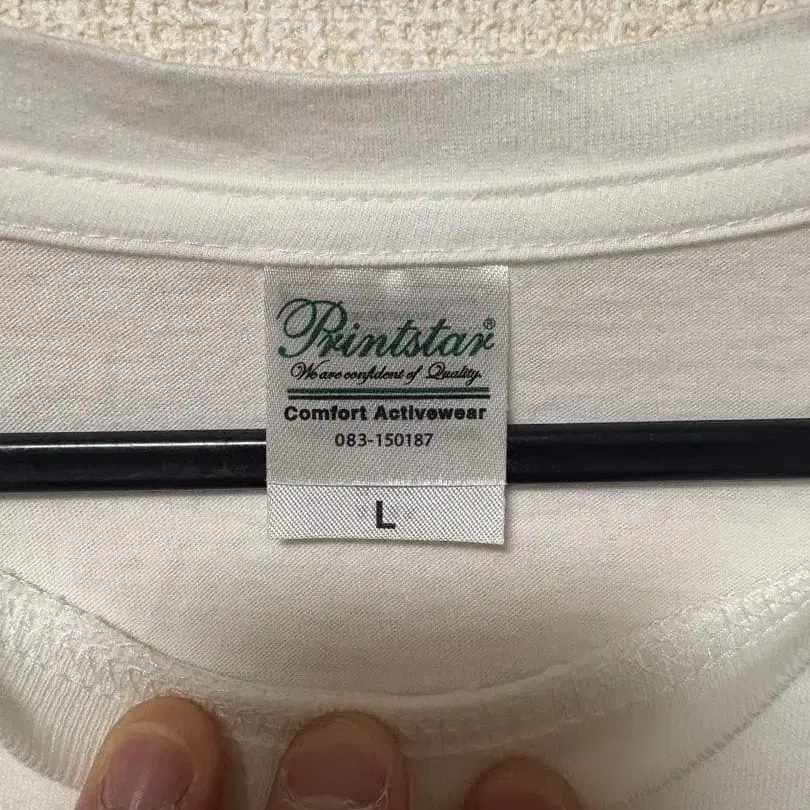 Printstar®
We are confident of Quality.
Comfort Activewear
083-150187
L